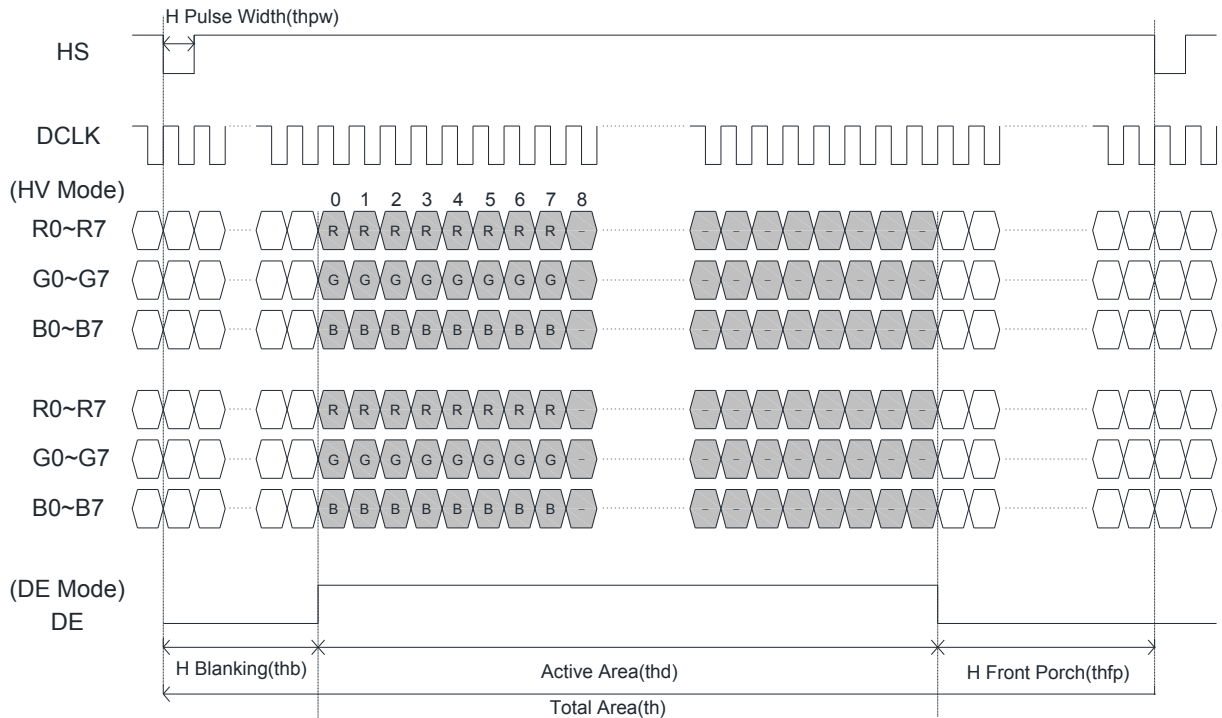 H Pulse Width(thpw)
HS
DCLK
(HV Mode)
0 1 2 3 4 5 6 7 8
R0~R7 R R R R R R R R - - - - - - - - -
G0~G7 G G G G G G G G - - - - - - - - -
B0~B7 B B B B B B B B - - - - - - - - -
R0~R7 R R R R R R R R - - - - - - - - -
G0~G7 G G G G G G G G - - - - - - - - -
B0~B7 B B B B B B B B - - - - - - - - -
(DE Mode)
DE
H Blanking(thb) Active Area(thd) H Front Porch(thfp)
Total Area(th)